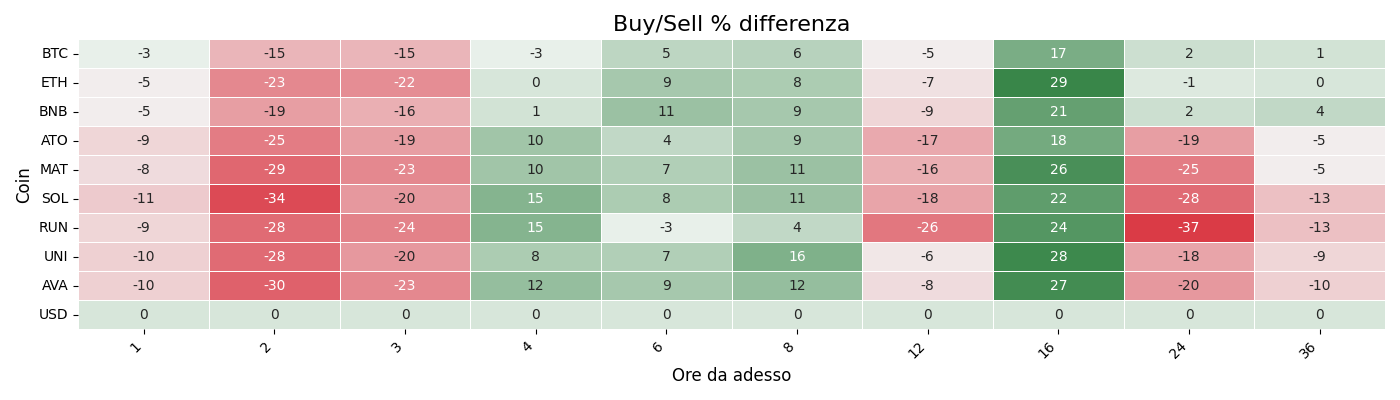 Buy/Sell % differenza
Coin
BTC -3 -15 -15 -3 5 6 -5 17 2 1
ETH -5 -23 -22 0 9 8 -7 29 -1 0
BNB -5 -19 -16 1 11 9 -9 21 2 4
ATO -9 -25 -19 10 4 9 -17 18 -19 -5
MAT -8 -29 -23 10 7 11 -16 26 -25 -5
SOL -11 -34 -20 15 8 11 -18 22 -28 -13
RUN -9 -28 -24 15 -3 4 -26 24 -37 -13
UNI -10 -28 -20 8 7 16 -6 28 -18 -9
AVA -10 -30 -23 12 9 12 -8 27 -20 -10
USD 0 0 0 0 0 0 0 0 0 0
1 2 3 4 6 8 12 16 24 36
Ore da adesso